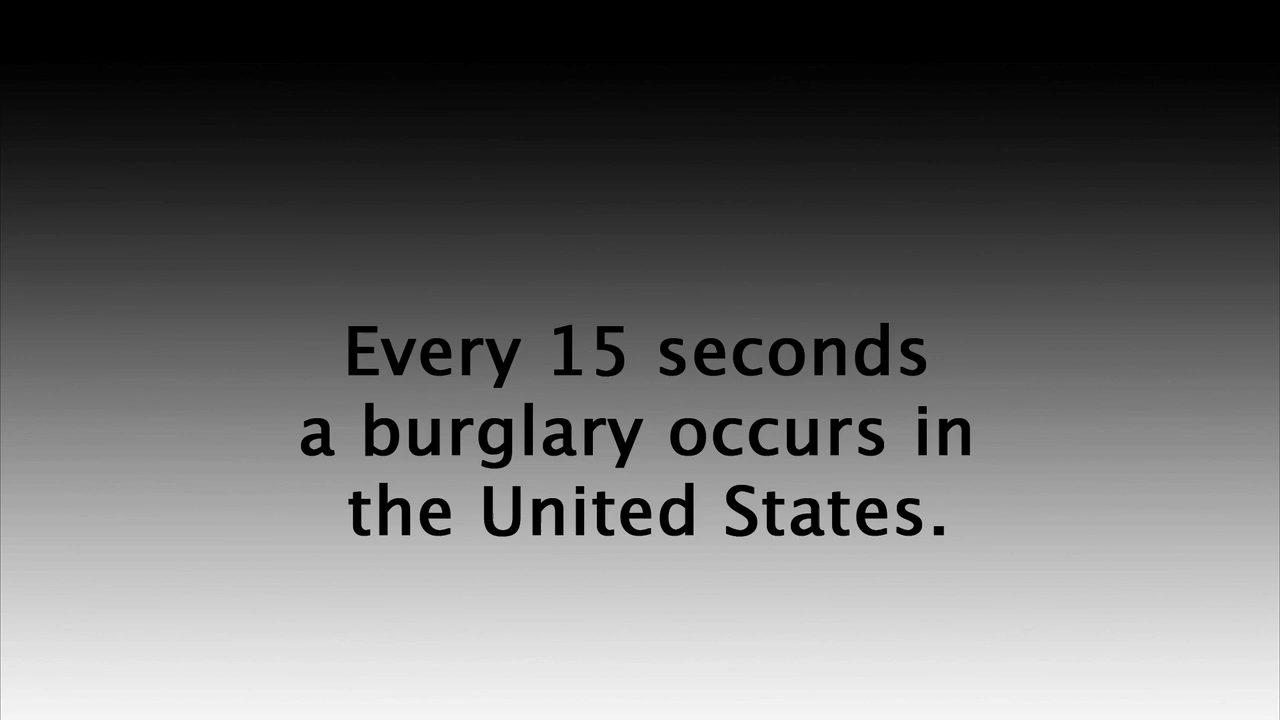 Every 15 seconds
a burglary occurs in
the United States.